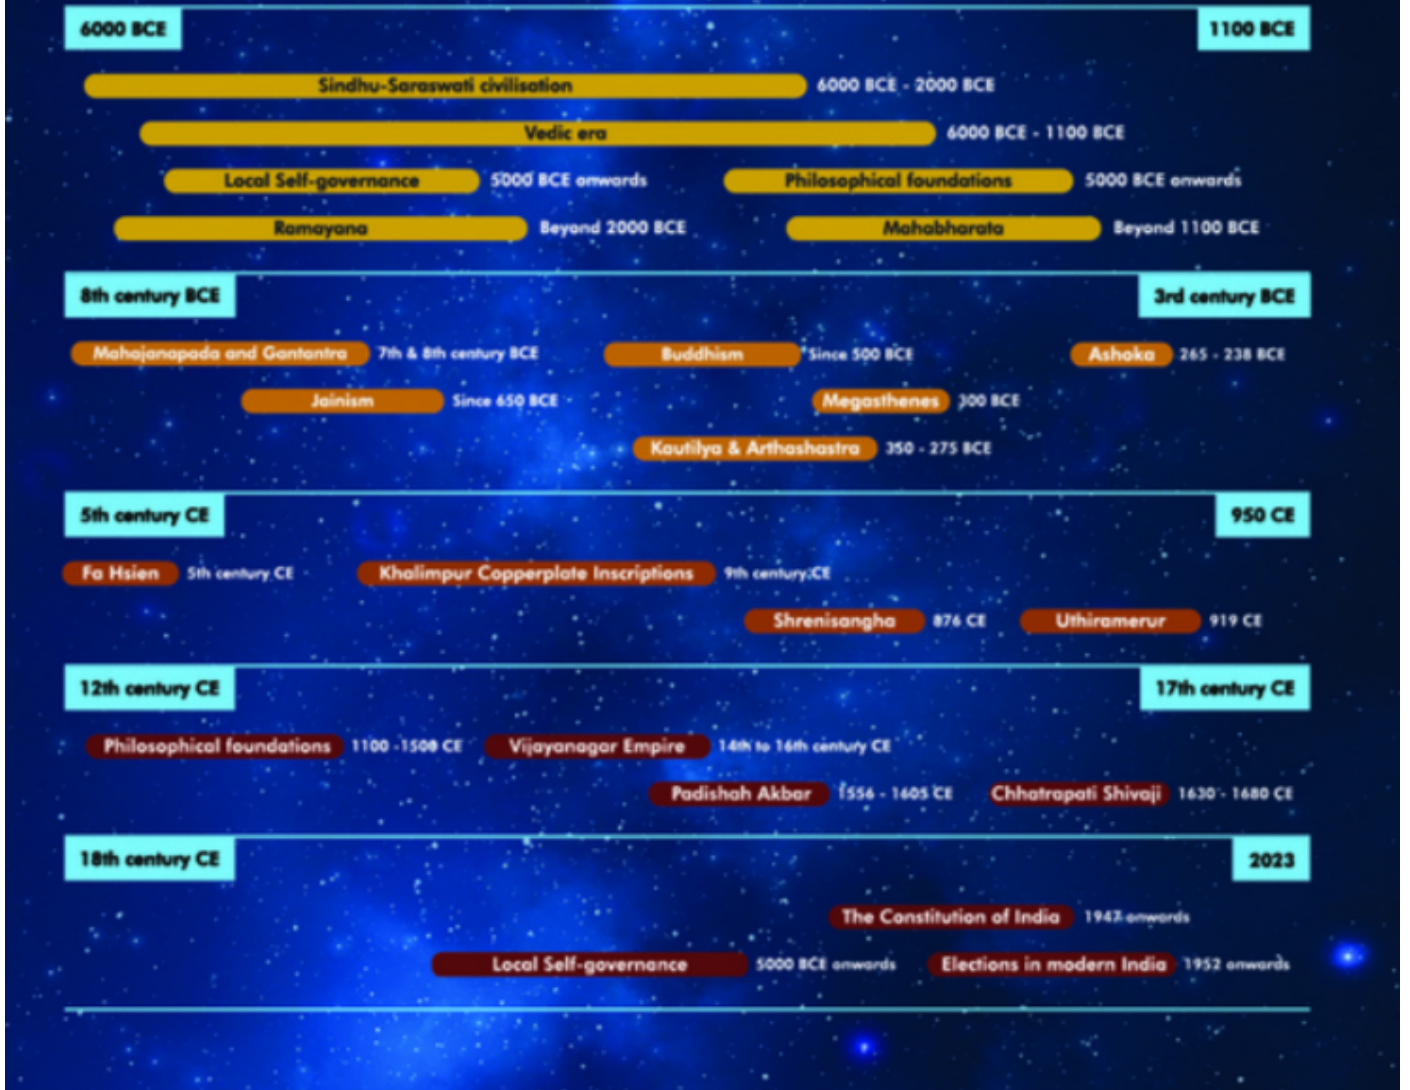 6000 BCE 1100 BCE
Sindhu-Saraswati civilisation 6000 BCE - 2000 BCE
Vedic era 6000 BCE - 1100 BCE
Local Self-governance 5000 BCE onwards Philosophical foundations 5000 BCE onwards
Ramayana Beyond 2000 BCE Mahabharata Beyond 1100 BCE
8th century BCE 3rd century BCE
Mahajanapada and Gantantra 7th & 8th century BCE Buddhism Since 500 BCE Ashoka 265 - 238 BCE
Jainism Since 650 BCE Megasthenes 300 BCE
Kautilya & Arthashastra 350 - 275 BCE
5th century CE 950 CE
Fa Hsien 5th century CE Khalimpur Copperplate Inscriptions 9th century CE
Shrenisangha 876 CE Uthiramerur 919 CE
12th century CE 17th century CE
Philosophical foundations 1100 -1500 CE Vijayanagar Empire 14th to 16th century CE
Padishah Akbar 1556 - 1605 CE Chhatrapati Shivaji 1630 - 1680 CE
18th century CE 2023
The Constitution of India 1947 onwards
Local Self-governance 5000 BCE onwards Elections in modern India 1952 onwards